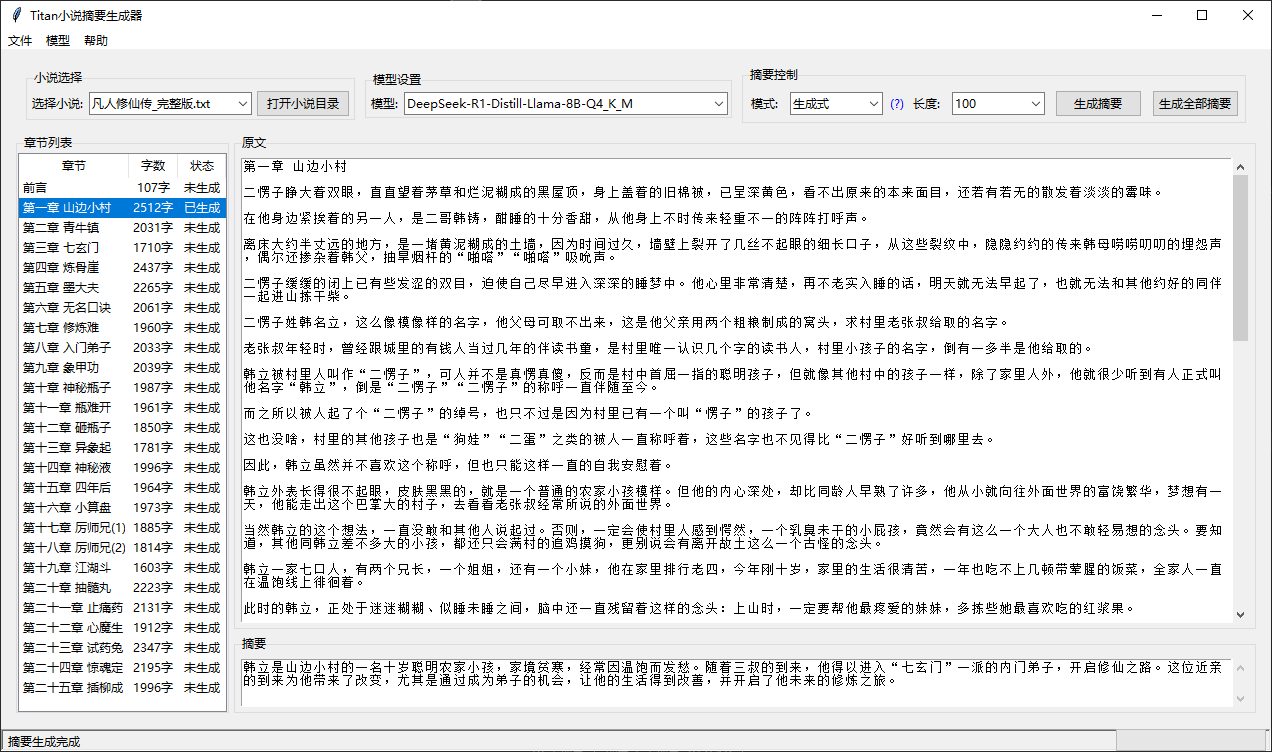 Titan小说摘要生成器
文件 模型 帮助
小说选择
选择小说: 凡人修仙传_完整版.txt 打开小说目录
模型设置
模型: DeepSeek-R1-Distill-Llama-8B-Q4_K_M
摘要控制
模式: 生成式 (?) 长度: 100 生成摘要 生成全部摘要
章节列表
章节 字数 状态
前言 107字 未生成
第一章 山边小村 2512字 已生成
第二章 青牛镇 2031字 未生成
第三章 七玄门 1710字 未生成
第四章 炼骨崖 2437字 未生成
第五章 墨大夫 2265字 未生成
第六章 无名口诀 2061字 未生成
第七章 修炼难 1960字 未生成
第八章 入门弟子 2033字 未生成
第九章 象甲功 2039字 未生成
第十章 神秘瓶子 1987字 未生成
第十一章 瓶难开 1961字 未生成
第十二章 砸瓶子 1850字 未生成
第十三章 异象起 1781字 未生成
第十四章 神秘液 1996字 未生成
第十五章 四年后 1964字 未生成
第十六章 小算盘 1973字 未生成
第十七章 厉师兄(1) 1885字 未生成
第十八章 厉师兄(2) 1814字 未生成
第十九章 江湖斗 1603字 未生成
第二十章 抽髓丸 2223字 未生成
第二十一章 止痛药 2131字 未生成
第二十二章 心魔生 1912字 未生成
第二十三章 试药兔 2347字 未生成
第二十四章 惊魂定 2195字 未生成
第二十五章 插柳成 1996字 未生成
原文
第一章 山边小村
二愣子睁大着双眼，直直望着茅草和烂泥糊成的黑屋顶，身上盖着的旧棉被，已呈深黄色，看不出原来的本来面目，还若有若无的散发着淡淡的霉味。
在他身边紧挨着的另一人，是二哥韩铸，酣睡的十分香甜，从他身上不时传来轻重不一的阵阵打呼声。
离床大约半丈远的地方，是一堵黄泥糊成的土墙，因为时间过久，墙壁上裂开了几丝不起眼的细长口子，从这些裂纹中，隐隐约约的传来韩母唠唠叨叨的埋怨声
，偶尔还掺杂着韩父，抽旱烟杆的“啪嗒”“啪嗒”吸吮声。
二愣子缓缓的闭上已有些发涩的双目，迫使自己尽早进入深深的睡梦中。他心里非常清楚，再不老实入睡的话，明天就无法早起了，也就无法和其他约好的同伴
一起进山拣干柴。
二愣子姓韩名立，这么像模像样的名字，他父母可取不出来，这是他父亲用两个粗粮制成的窝头，求村里老张叔给取的名字。
老张叔年轻时，曾经跟城里的有钱人当过几年的伴读书童，是村里唯一认识几个字的读书人，村里小孩子的名字，倒有一多半是他给取的。
韩立被村里人叫作“二愣子”，可人并不是真愣真傻，反而是村中首屈一指的聪明孩子，但就像其他村中的孩子一样，除了家里人外，他就很少听到有人正式叫
他名字“韩立”，倒是“二愣子”“二愣子”的称呼一直伴随至今。
而之所以被人起了个“二愣子”的绰号，也只不过是因为村里已有一个叫“愣子”的孩子了。
这也没啥，村里的其他孩子也是“狗娃”“二蛋”之类的被人一直称呼着，这些名字也不见得比“二愣子”好听到哪里去。
因此，韩立虽然并不喜欢这个称呼，但也只能这样一直的自我安慰着。
韩立外表长得很不起眼，皮肤黑黑的，就是一个普通的农家小孩模样。但他的内心深处，却比同龄人早熟了许多，他从小就向往外面世界的富饶繁华，梦想有一
天，他能走出这个巴掌大的村子，去看看老张叔经常所说的外面世界。
当然韩立的这个想法，一直没敢和其他人说起过。否则，一定会使村里人感到愕然，一个乳臭未干的小屁孩，竟然会有这么一个大人也不敢轻易想的念头。要知
道，其他同韩立差不多大的小孩，都还只会满村的追鸡摸狗，更别说会有离开故土这么一个古怪的念头。
韩立一家七口人，有两个兄长，一个姐姐，还有一个小妹，他在家里排行老四，今年刚十岁，家里的生活很清苦，一年也吃不上几顿带荤腥的饭菜，全家人一直
在温饱线上徘徊着。
此时的韩立，正处于迷迷糊糊、似睡未睡之间，脑中还一直残留着这样的念头：上山时，一定要帮他最疼爱的妹妹，多拣些她最喜欢吃的红浆果。
摘要
韩立是山边小村的一名十岁聪明农家小孩，家境贫寒，经常因温饱而发愁。随着三叔的到来，他得以进入“七玄门”一派的内门弟子，开启修仙之路。这位近亲
的到来为他带来了改变，尤其是通过成为弟子的机会，让他的生活得到改善，并开启了他未来的修炼之旅。
摘要生成完成